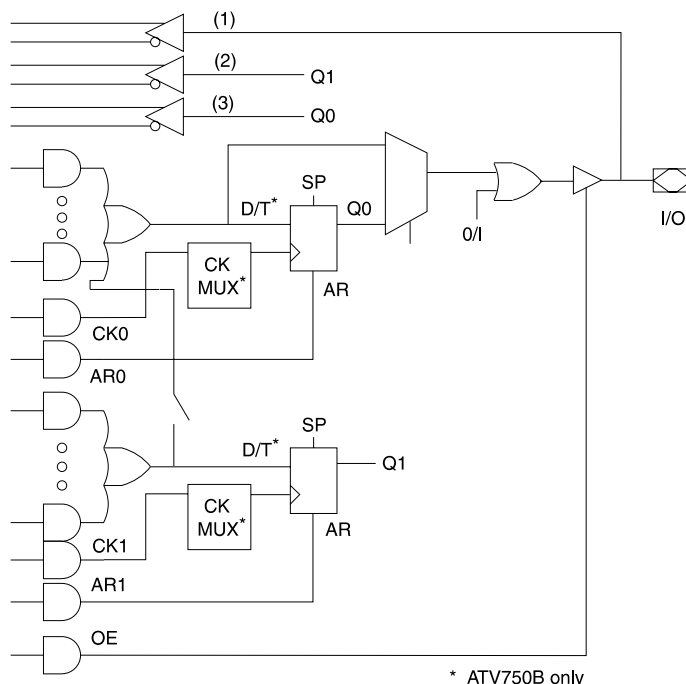 (1)
(2)
Q1
(3)
Q0
SP
D/T*
Q0
0/I
I/O
CK
MUX*
AR
CK0
AR0
SP
D/T*
Q1
CK
MUX*
AR
CK1
AR1
OE
* ATV750B only